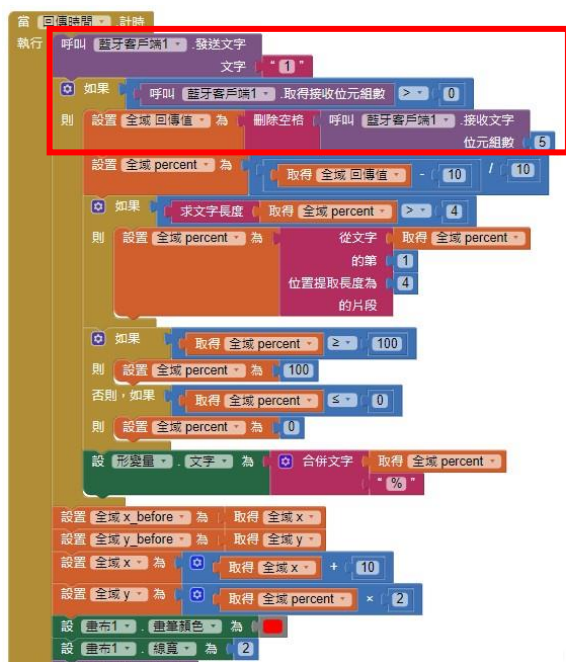 當 回傳時間 .計時
執行 呼叫 藍牙客戶端1 .發送文字
文字 " 1 "
如果 呼叫 藍牙客戶端1 .取得接收位元組數 > 0
則 設置 全域 回傳值 為 刪除空格 呼叫 藍牙客戶端1 .接收文字
位元組數 5
設置 全域 percent 為 取得 全域 回傳值 - 10 / 10
如果 求文字長度 取得 全域 percent > 4
則 設置 全域 percent 為 從文字 取得 全域 percent
的第 1
位置提取長度為 4
的片段
如果 取得 全域 percent ≥ 100
則 設置 全域 percent 為 100
否則，如果 取得 全域 percent ≤ 0
則 設置 全域 percent 為 0
設 形變量 . 文字 為 合併文字 取得 全域 percent
" % "
設置 全域 x_before 為 取得 全域 x
設置 全域 y_before 為 取得 全域 y
設置 全域 x 為 取得 全域 x + 10
設置 全域 y 為 取得 全域 percent × 2
設 畫布1 . 畫筆顏色 為
設 畫布1 . 線寬 為 2